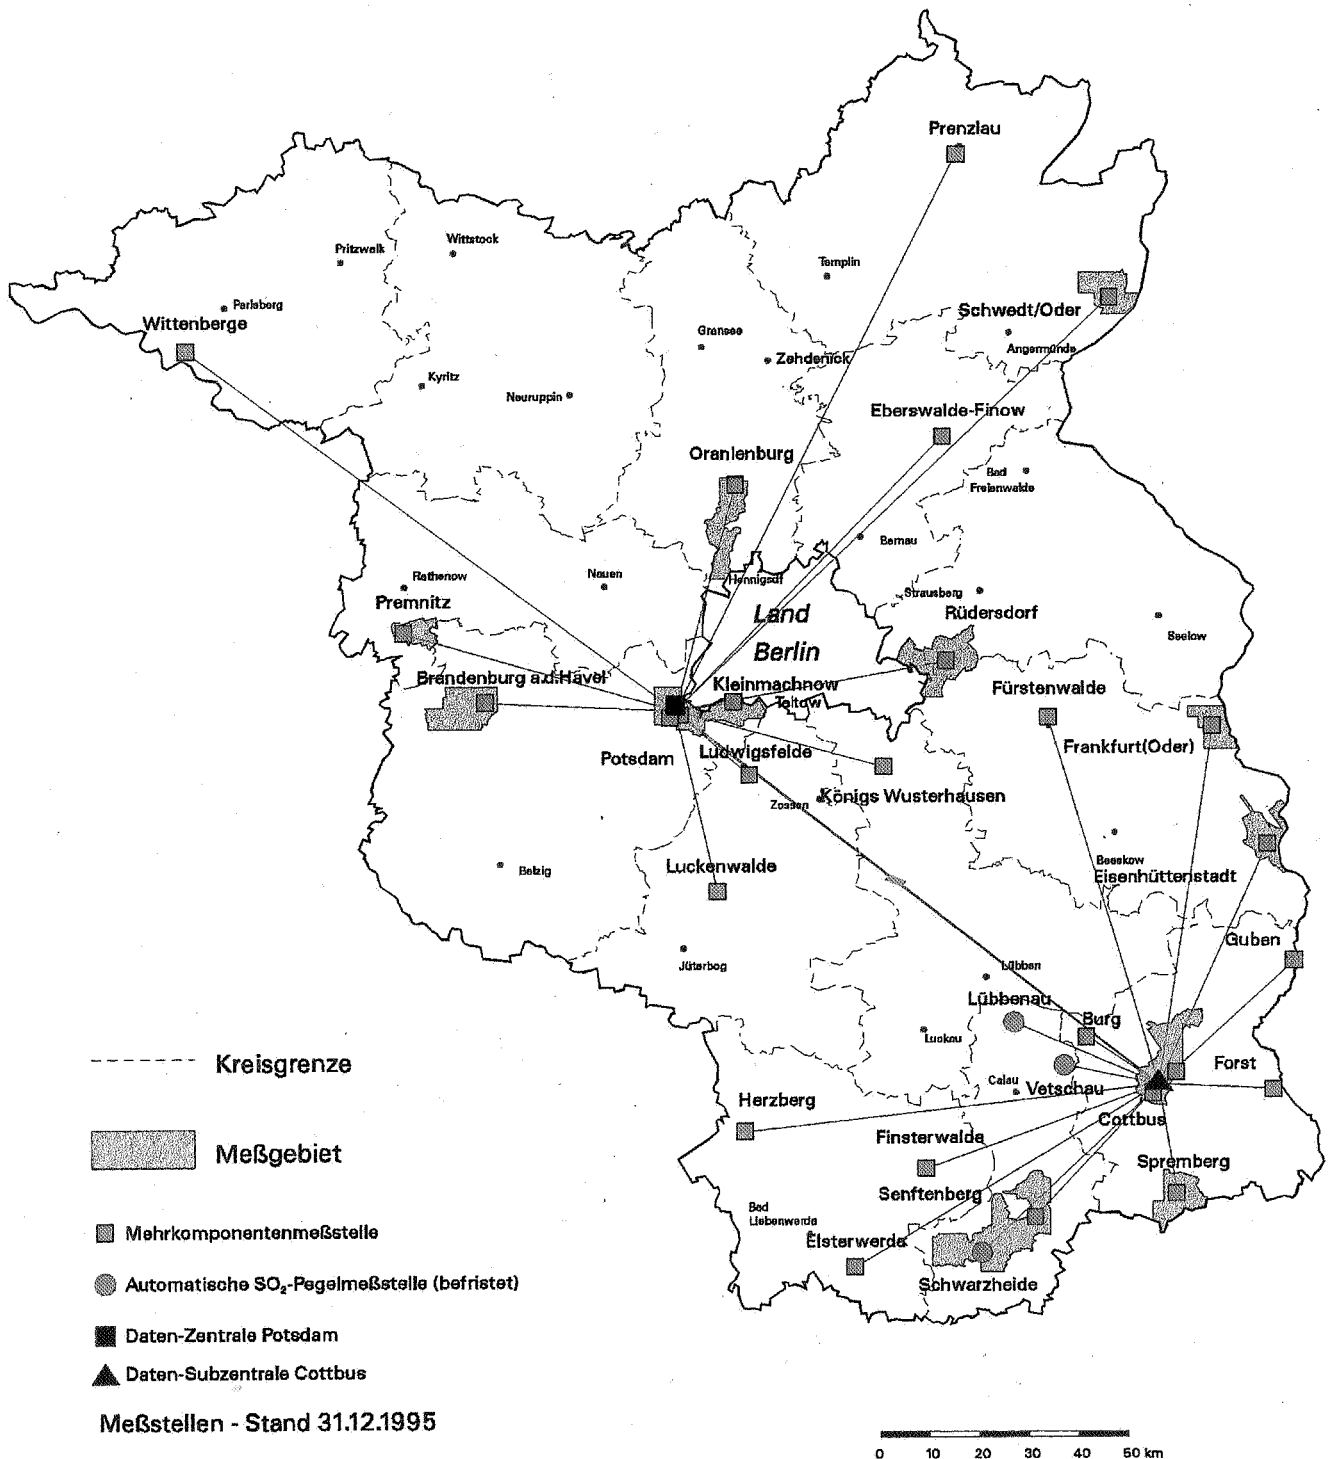 Prenzlau
Pritzwalk
Wittstock
Templin
Perleberg
Wittenberge
Schwedt/Oder
Gransee
Angermünde
Zehdenick
Kyritz
Neuruppin
Eberswalde-Finow
Oranienburg
Bad
Freienwalde
Bernau
Rathenow
Nauen
Hennigsdf
Premnitz
Land
Berlin
Strausberg
Rüdersdorf
Seelow
Brandenburg a.d.Havel
Kleinmachnow
Teltow
Fürstenwalde
Frankfurt(Oder)
Potsdam
Ludwigsfelde
Zossen
Königs Wusterhausen
Beeskow
Eisenhüttenstadt
Luckenwalde
Belzig
Guben
Jüterbog
Lübben
Lübbenau
Burg
Luckau
Forst
Calau
Vetschau
Herzberg
Cottbus
Finsterwalde
Spremberg
Senftenberg
Bad
Liebenwerda
Elsterwerda
Schwarzheide
Kreisgrenze
Meßgebiet
Mehrkomponentenmeßstelle
Automatische SO₂-Pegelmeßstelle (befristet)
Daten-Zentrale Potsdam
Daten-Subzentrale Cottbus
Meßstellen - Stand 31.12.1995
0 10 20 30 40 50 km